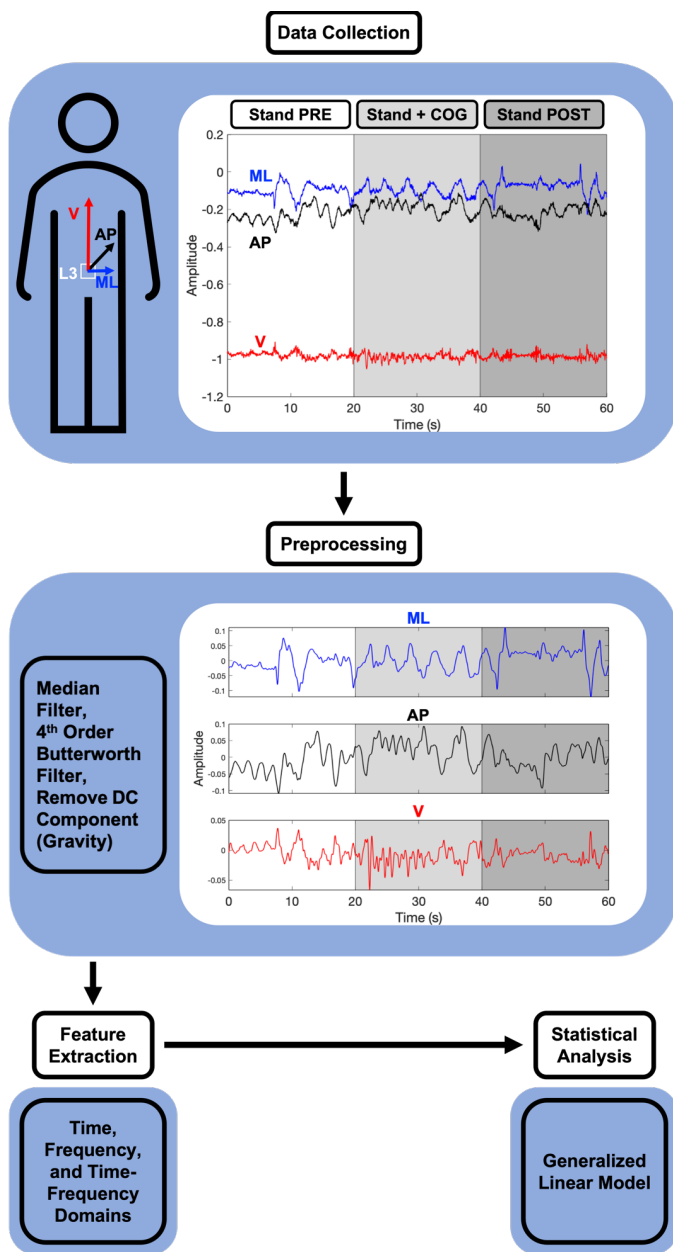 Data Collection
Stand PRE
Stand + COG
Stand POST
V
AP
L3
ML
0.2
0
-0.2
-0.4
-0.6
-0.8
-1
-1.2
Amplitude
ML
AP
V
0 10 20 30 40 50 60
Time (s)
Preprocessing
Median
Filter,
4th Order
Butterworth
Filter,
Remove DC
Component
(Gravity)
ML
0.1
0.05
0
-0.05
-0.1
AP
0.1
0.05
0
-0.05
-0.1
Amplitude
V
0.05
0
-0.05
0 10 20 30 40 50 60
Time (s)
Feature
Extraction
Statistical
Analysis
Time,
Frequency,
and Time-
Frequency
Domains
Generalized
Linear Model